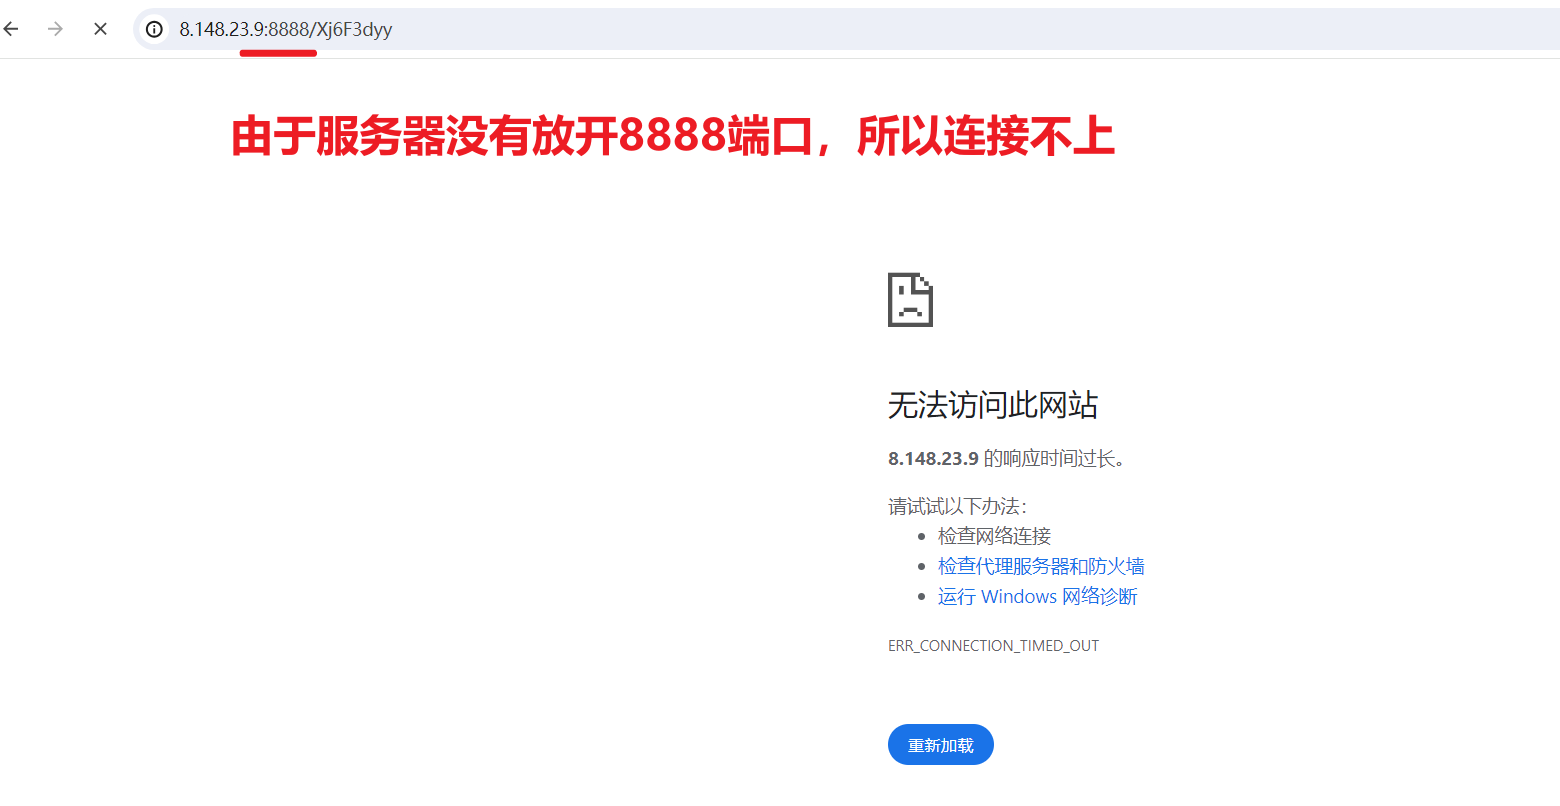 8.148.23.9:8888/Xj6F3dyy
由于服务器没有放开8888端口，所以连接不上
无法访问此网站
8.148.23.9 的响应时间过长。
请试试以下办法：
检查网络连接
检查代理服务器和防火墙
运行 Windows 网络诊断
ERR_CONNECTION_TIMED_OUT
重新加载